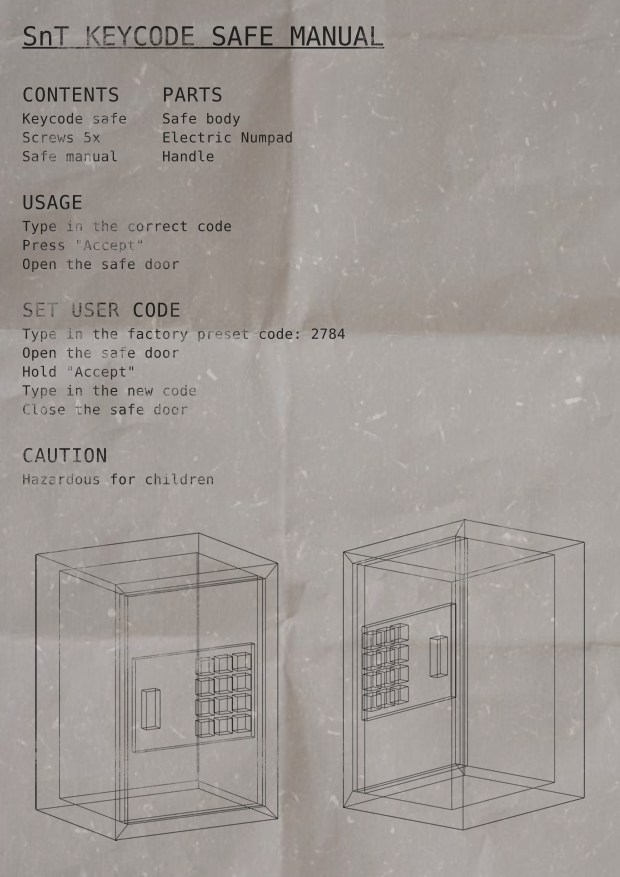 SnT KEYCODE SAFE MANUAL
CONTENTS
Keycode safe
Screws 5x
Safe manual
PARTS
Safe body
Electric Numpad
Handle
USAGE
Type in the correct code
Press "Accept"
Open the safe door
SET USER CODE
Type in the factory preset code: 2784
Open the safe door
Hold "Accept"
Type in the new code
Close the safe door
CAUTION
Hazardous for children